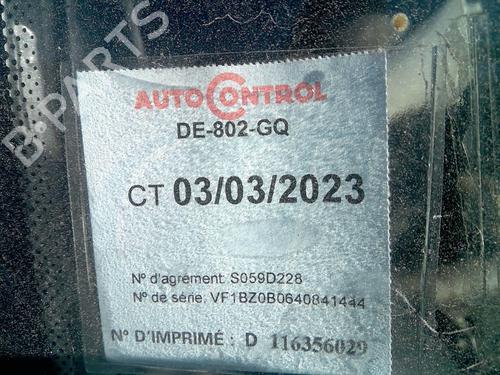 B-PARTS
AUTOCONTROL
DE-802-GQ
CT 03/03/2023
N° d'agrément S059D228
N° de série: VF1BZ0B0640841444
N° D'IMPRIMÉ : D 116356029